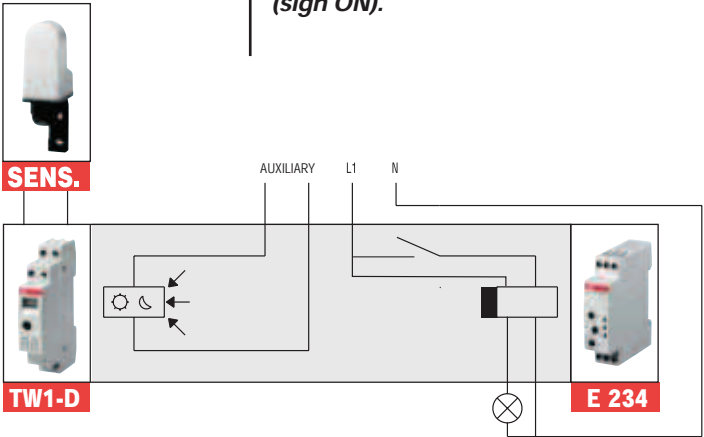 (sign ON).
SENS.
AUXILIARY L1 N
TW1-D
E 234